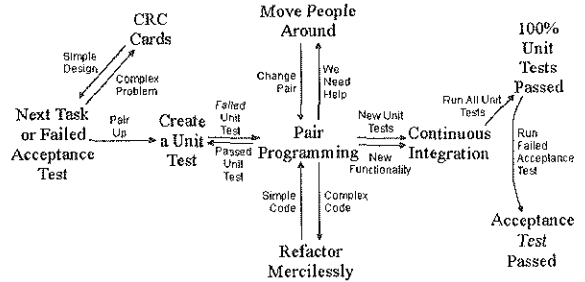 CRC
Cards
Simple
Design
Complex
Problem
Next Task
or Failed
Acceptance
Test
Pair
Up
Create
a Unit
Test
Failed
Unit
Test
Passed
Unit
Test
Move People
Around
Change
Pair
We
Need
Help
Pair
Programming
Simple
Code
Complex
Code
Refactor
Mercilessly
New Unit
Tests
New
Functionality
Continuous
Integration
Run All Unit
Tests
100%
Unit
Tests
Passed
Run
Failed
Acceptance
Test
Acceptance
Test
Passed